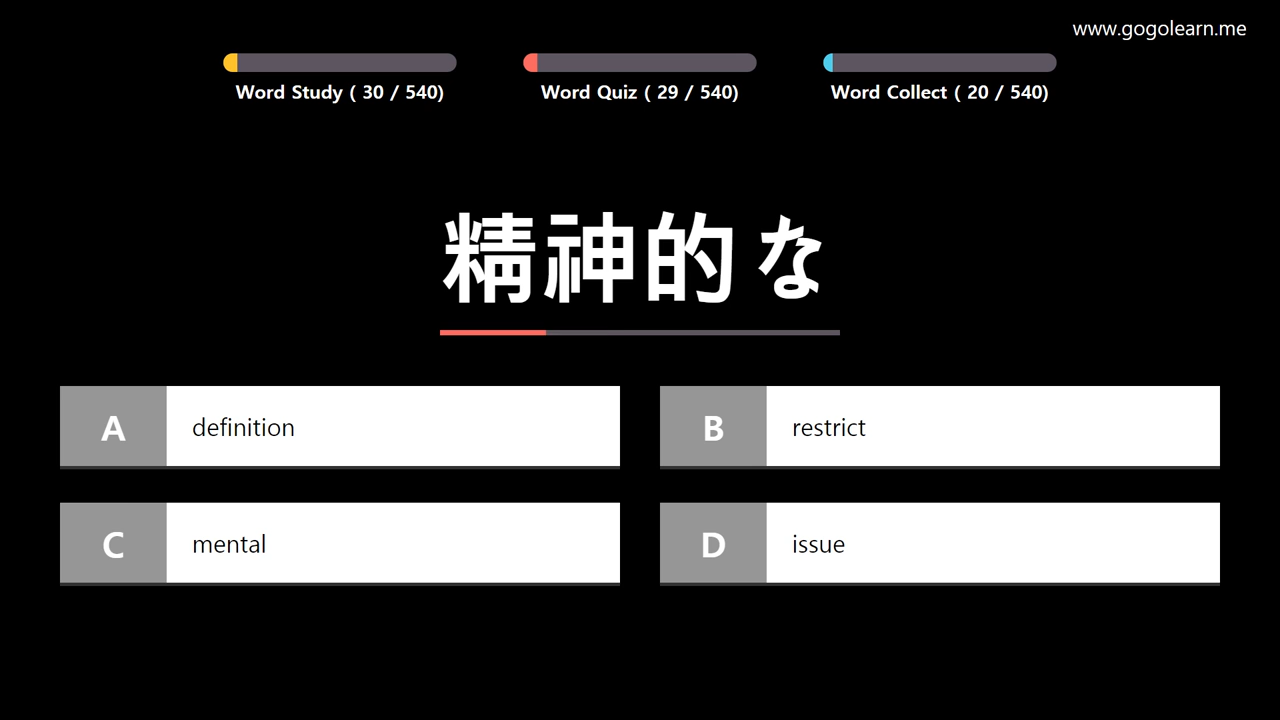 www.gogolearn.me
Word Study ( 30 / 540)
Word Quiz ( 29 / 540)
Word Collect ( 20 / 540)
精神的な
A definition
B restrict
C mental
D issue